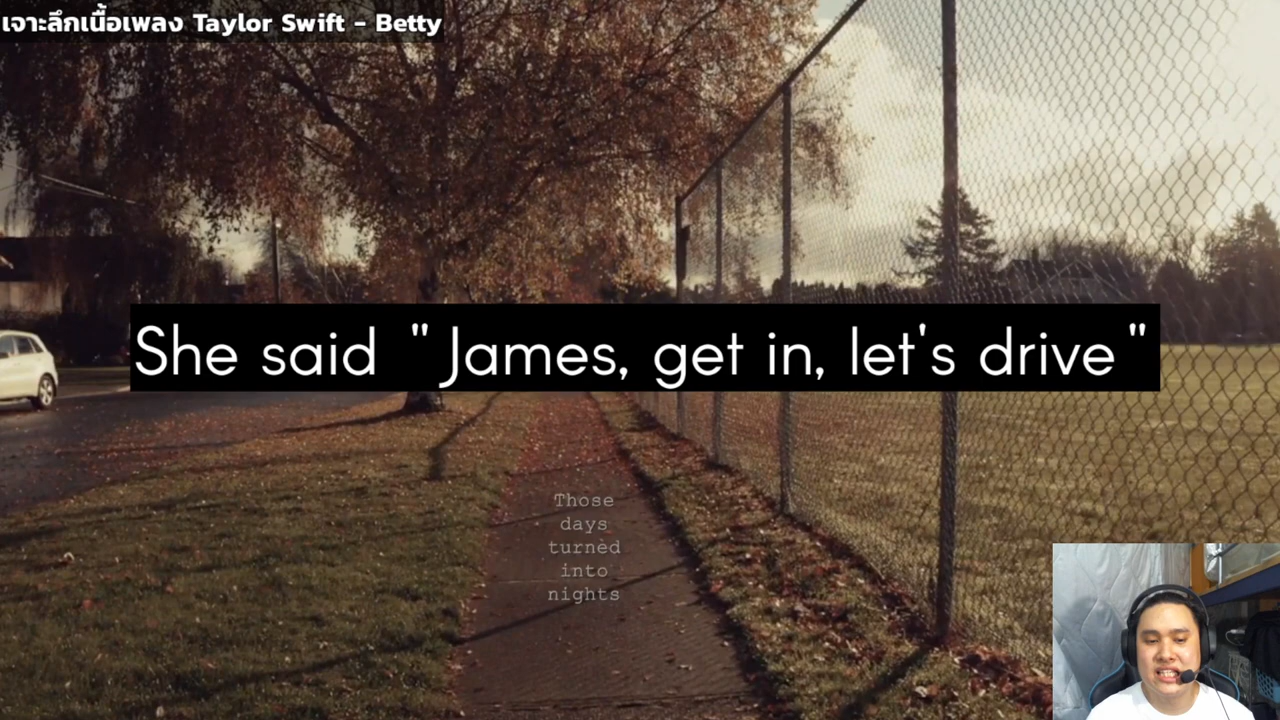 เจาะลึกเนื้อเพลง Taylor Swift - Betty
She said "James, get in, let's drive"
Those
days
turned
into
nights